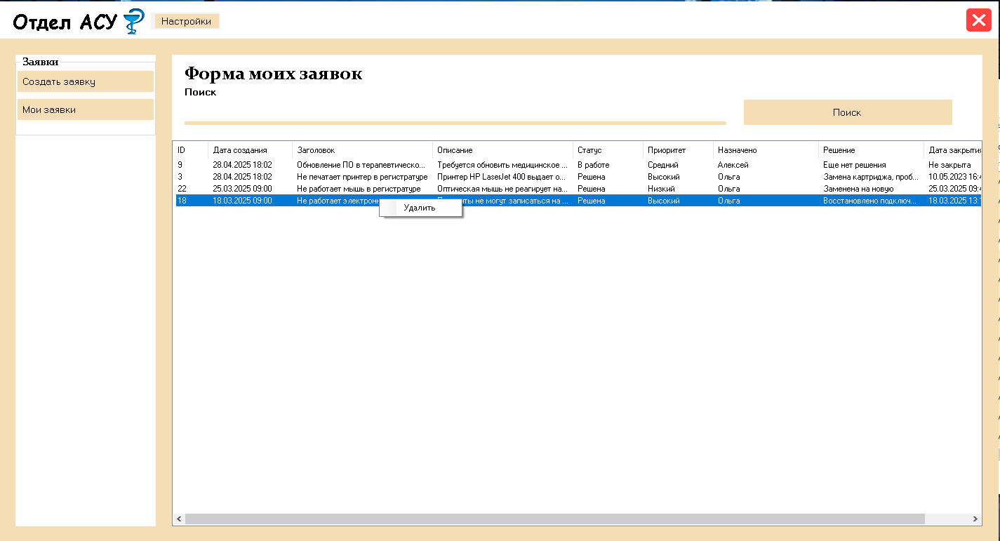 Отдел АСУ
Настройки
Заявки
Создать заявку
Мои заявки
Форма моих заявок
Поиск
Поиск
ID Дата создания Заголовок Описание Статус Приоритет Назначено Решение Дата закрытия
9 28.04.2025 18:02 Обновление ПО в терапевтическо... Требуется обновить медицинское ... В работе Средний Алексей Еще нет решения Не закрыта
3 28.04.2025 18:02 Не печатает принтер в регистратуре Принтер HP LaserJet 400 выдает о... Решена Высокий Ольга Замена картриджа, проб... 10.05.2023 16:4
22 25.03.2025 09:00 Не работает мышь в регистратуре Оптическая мышь не реагирует на... Решена Низкий Ольга Заменена на новую 25.03.2025 09:4
18 18.03.2025 09:00 Не работает электронн не могут записаться на ... Решена Высокий Ольга Восстановлено подключ... 18.03.2025 13:1
Удалить